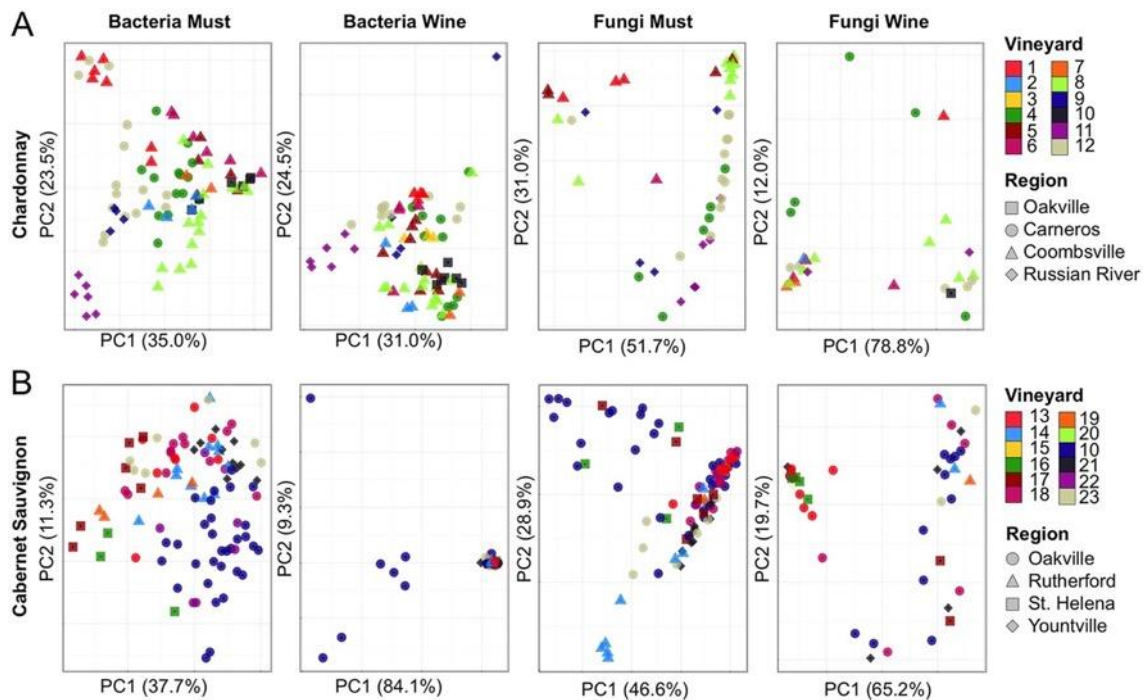 A
Bacteria Must
Bacteria Wine
Fungi Must
Fungi Wine
Chardonnay
PC2 (23.5%)
PC1 (35.0%)
PC2 (24.5%)
PC1 (31.0%)
PC2 (31.0%)
PC1 (51.7%)
PC2 (12.0%)
PC1 (78.8%)
Vineyard
1 7
2 8
3 9
4 10
5 11
6 12
Region
Oakville
Carneros
Coombsville
Russian River
B
Cabernet Sauvignon
PC2 (11.3%)
PC1 (37.7%)
PC2 (9.3%)
PC1 (84.1%)
PC2 (28.9%)
PC1 (46.6%)
PC2 (19.7%)
PC1 (65.2%)
Vineyard
13 19
14 20
15 10
16 21
17 22
18 23
Region
Oakville
Rutherford
St. Helena
Yountville